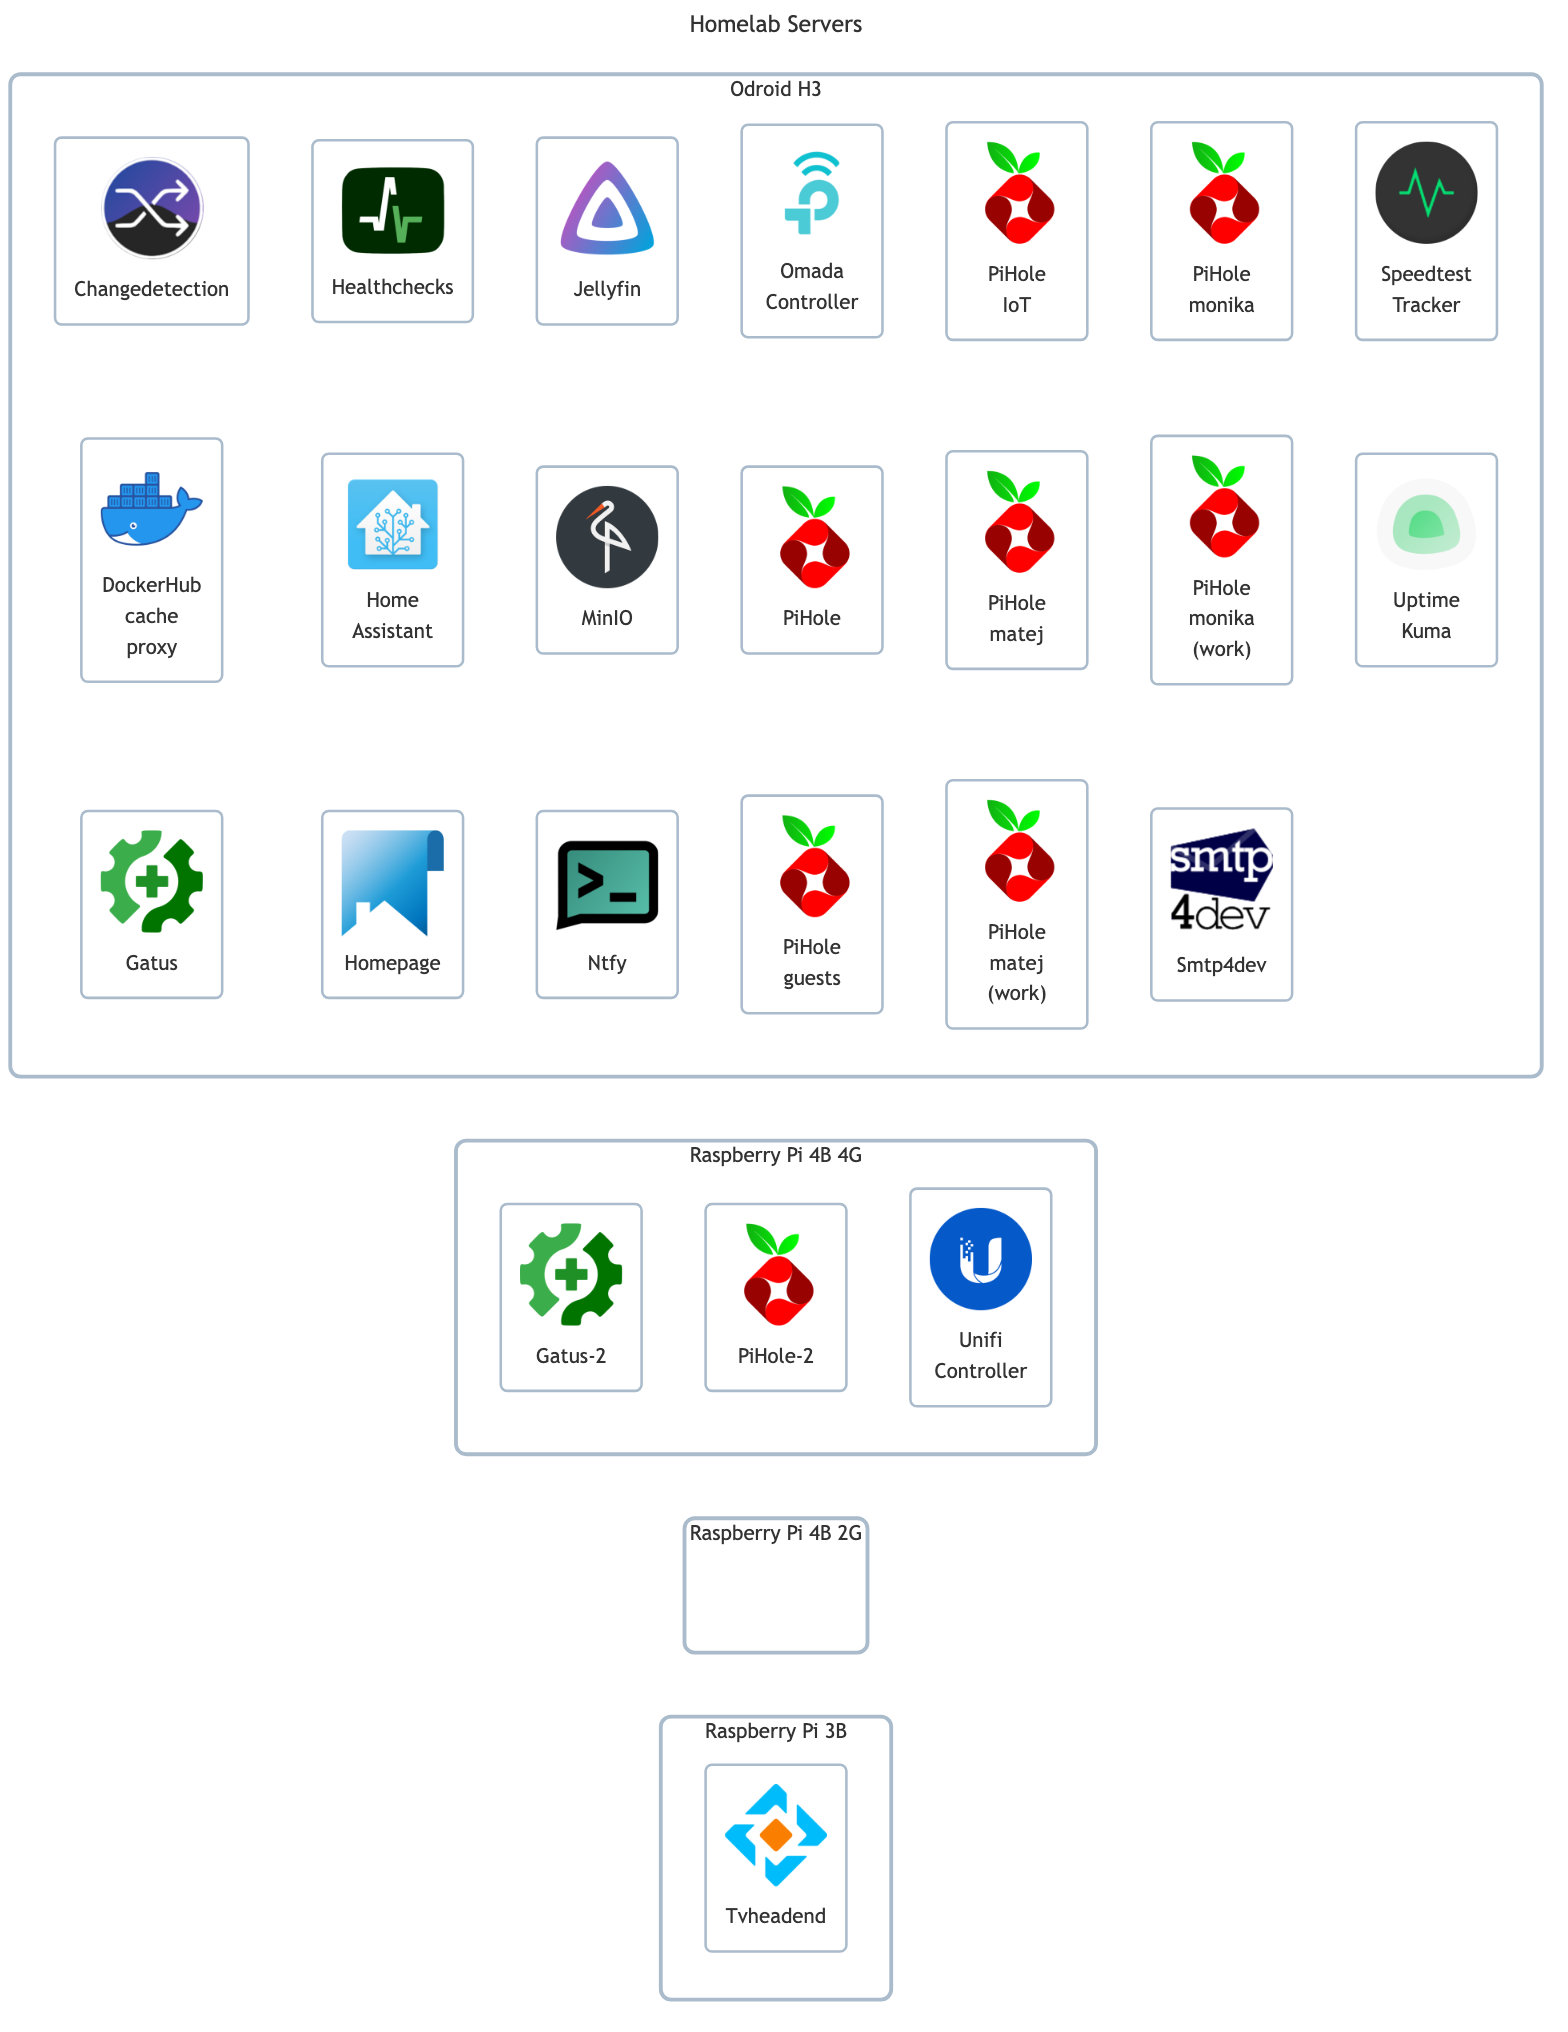 Homelab Servers
Odroid H3
Changedetection
Healthchecks
Jellyfin
Omada
Controller
PiHole
IoT
PiHole
monika
Speedtest
Tracker
DockerHub
cache
proxy
Home
Assistant
MinIO
PiHole
PiHole
matej
PiHole
monika
(work)
Uptime
Kuma
Gatus
Homepage
>_
Ntfy
PiHole
guests
PiHole
matej
(work)
smtp
4dev
Smtp4dev
Raspberry Pi 4B 4G
Gatus-2
PiHole-2
U
Unifi
Controller
Raspberry Pi 4B 2G
Raspberry Pi 3B
Tvheadend